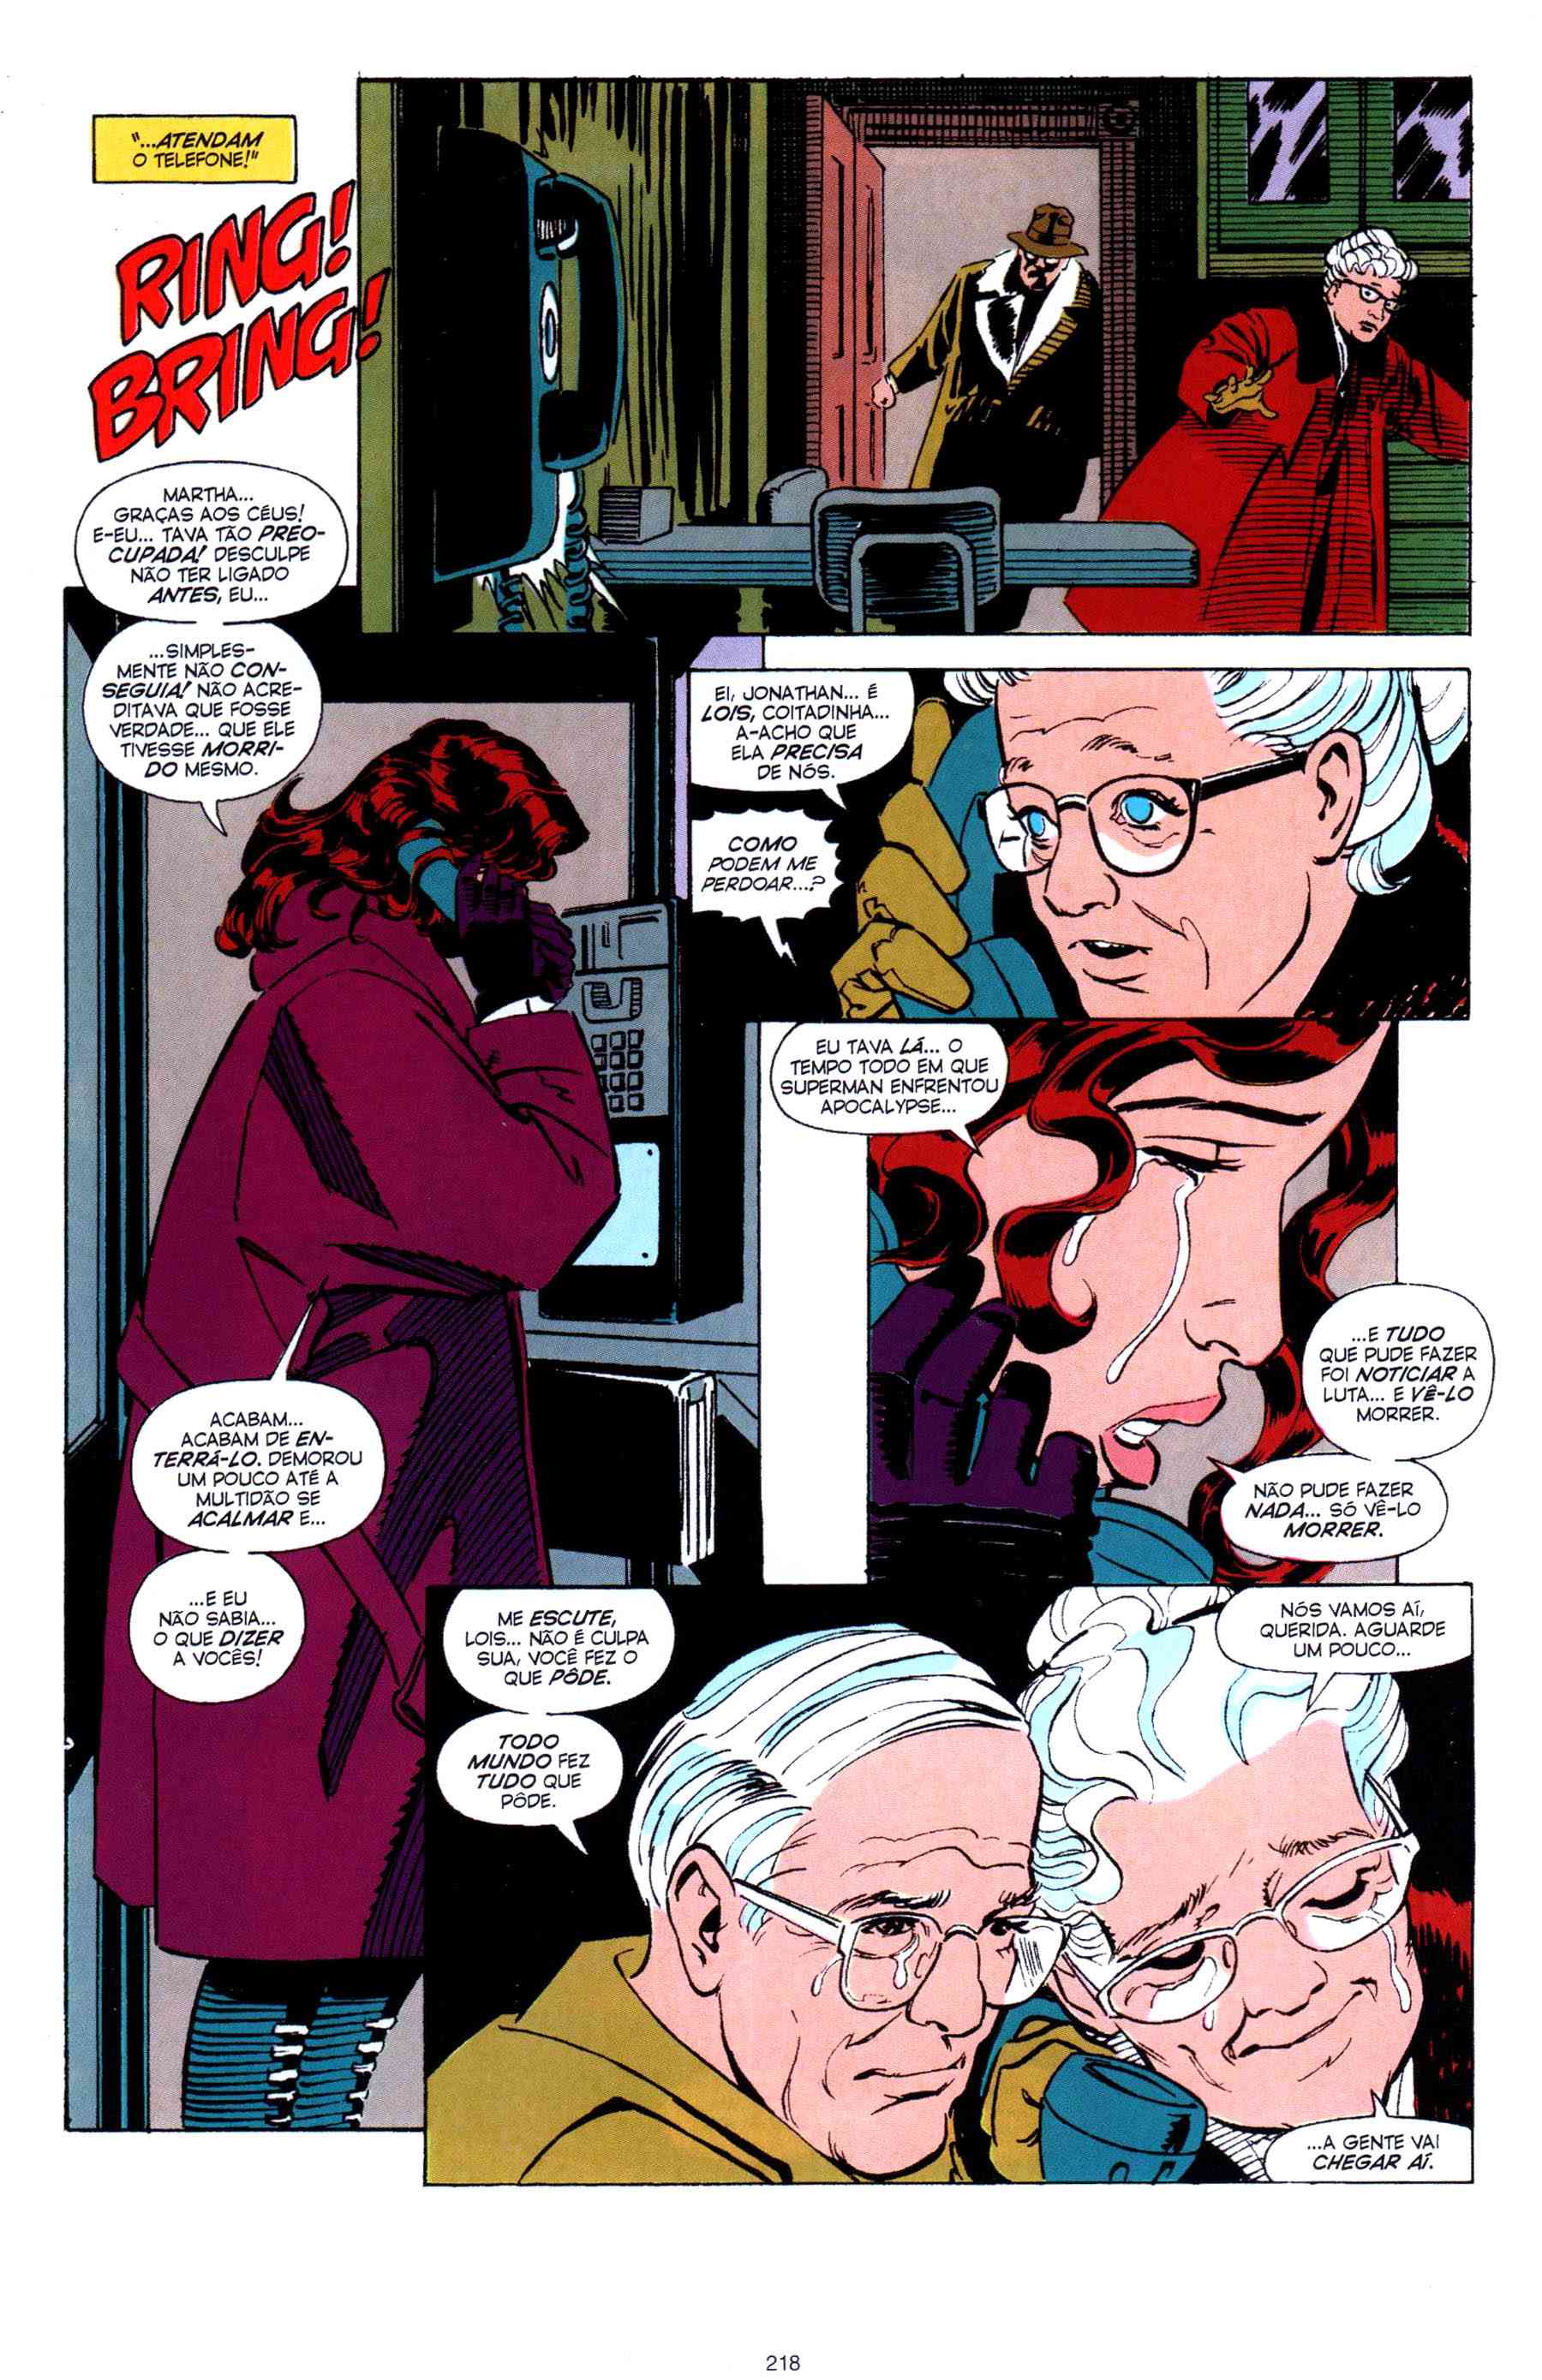 "...ATENDAM
O TELEFONE!"
RING!
BRING!
MARTHA...
GRAÇAS AOS CÉUS!
E-EU... TAVA TÃO PREO-
CUPADA! DESCULPE
NÃO TER LIGADO
ANTES, EU...
...SIMPLES-
MENTE NÃO CON-
SEGUIA! NÃO ACRE-
DITAVA QUE FOSSE
VERDADE... QUE ELE
TIVESSE MORRI-
DO MESMO.
ACABAM...
ACABAM DE EN-
TERRÁ-LO. DEMOROU
UM POUCO ATÉ A
MULTIDÃO SE
ACALMAR E...
...E EU
NÃO SABIA...
O QUE DIZER
A VOCÊS!
EI, JONATHAN... É
LOIS, COITADINHA...
A-ACHO QUE
ELA PRECISA
DE NÓS.
COMO
PODEM ME
PERDOAR...?
EU TAVA LÁ... O
TEMPO TODO EM QUE
SUPERMAN ENFRENTOU
APOCALYPSE...
...E TUDO
QUE PUDE FAZER
FOI NOTICIAR A
LUTA... E VÊ-LO
MORRER.
NÃO PUDE FAZER
NADA... SÓ VÊ-LO
MORRER.
ME ESCUTE,
LOIS... NÃO É CULPA
SUA, VOCÊ FEZ O
QUE PÔDE.
TODO
MUNDO FEZ
TUDO QUE
PÔDE.
NÓS VAMOS AÍ,
QUERIDA. AGUARDE
UM POUCO...
...A GENTE VAI
CHEGAR AÍ.
218